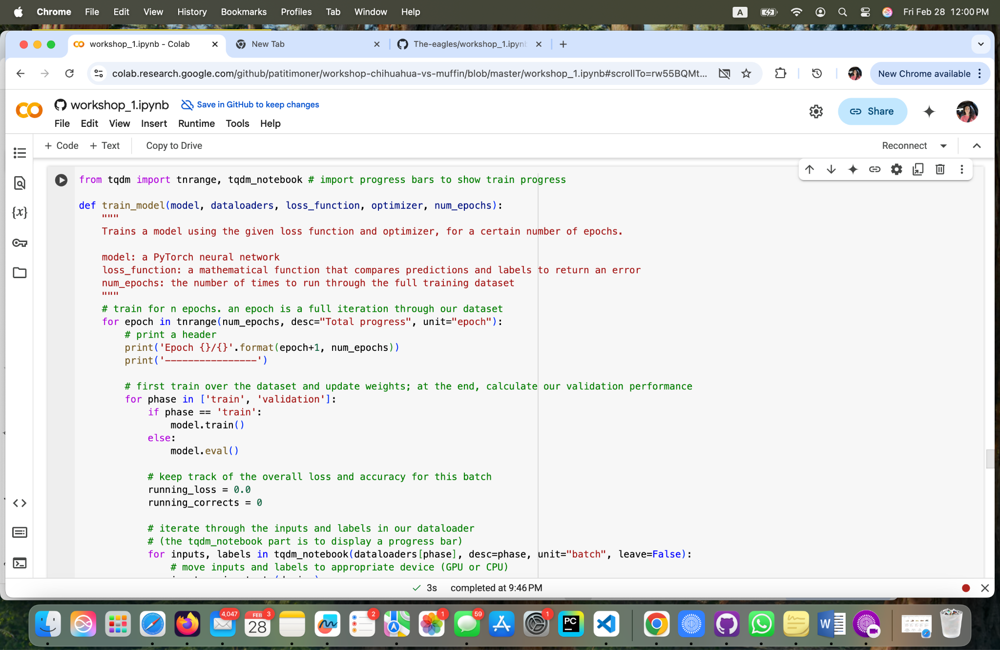 Chrome File Edit View History Bookmarks Profiles Tab Window Help A Fri Feb 28 12:00 PM
workshop_1.ipynb - Colab New Tab The-eagles/workshop_1.ipynb
colab.research.google.com/github/patitimoner/workshop-chihuahua-vs-muffin/blob/master/workshop_1.ipynb#scrollTo=rw55BQMt... New Chrome available
workshop_1.ipynb Save in GitHub to keep changes
Share
File Edit View Insert Runtime Tools Help
+ Code + Text Copy to Drive Reconnect
from tqdm import tnrange, tqdm_notebook # import progress bars to show train progress
def train_model(model, dataloaders, loss_function, optimizer, num_epochs):
"""
Trains a model using the given loss function and optimizer, for a certain number of epochs.
model: a PyTorch neural network
loss_function: a mathematical function that compares predictions and labels to return an error
num_epochs: the number of times to run through the full training dataset
"""
# train for n epochs. an epoch is a full iteration through our dataset
for epoch in tnrange(num_epochs, desc="Total progress", unit="epoch"):
# print a header
print('Epoch {}/{}'.format(epoch+1, num_epochs))
print('----------------')
# first train over the dataset and update weights; at the end, calculate our validation performance
for phase in ['train', 'validation']:
if phase == 'train':
model.train()
else:
model.eval()
# keep track of the overall loss and accuracy for this batch
running_loss = 0.0
running_corrects = 0
# iterate through the inputs and labels in our dataloader
# (the tqdm_notebook part is to display a progress bar)
for inputs, labels in tqdm_notebook(dataloaders[phase], desc=phase, unit="batch", leave=False):
# move inputs and labels to appropriate device (GPU or CPU)
3s completed at 9:46 PM
4,047 FEB 3 28 2 1 59 1 PC W